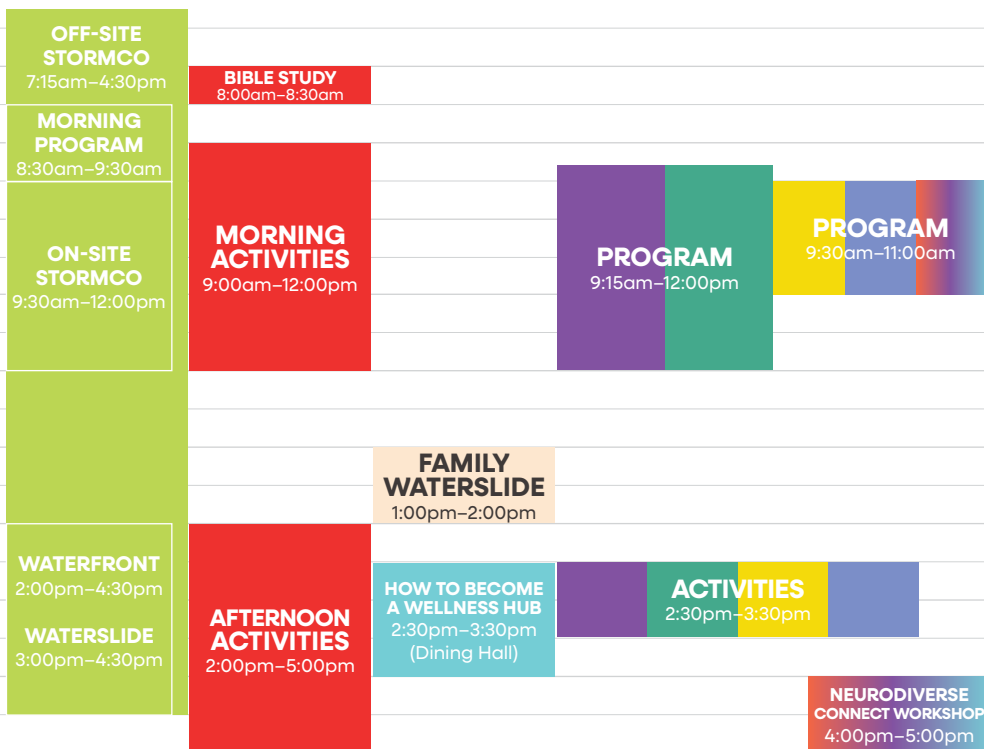 OFF-SITE
STORMCO
7:15am–4:30pm
BIBLE STUDY
8:00am–8:30am
MORNING
PROGRAM
8:30am–9:30am
ON-SITE
STORMCO
9:30am–12:00pm
MORNING
ACTIVITIES
9:00am–12:00pm
PROGRAM
9:15am–12:00pm
PROGRAM
9:30am–11:00am
FAMILY
WATERSLIDE
1:00pm–2:00pm
WATERFRONT
2:00pm–4:30pm
WATERSLIDE
3:00pm–4:30pm
AFTERNOON
ACTIVITIES
2:00pm–5:00pm
HOW TO BECOME
A WELLNESS HUB
2:30pm–3:30pm
(Dining Hall)
ACTIVITIES
2:30pm–3:30pm
NEURODIVERSE
CONNECT WORKSHOP
4:00pm–5:00pm